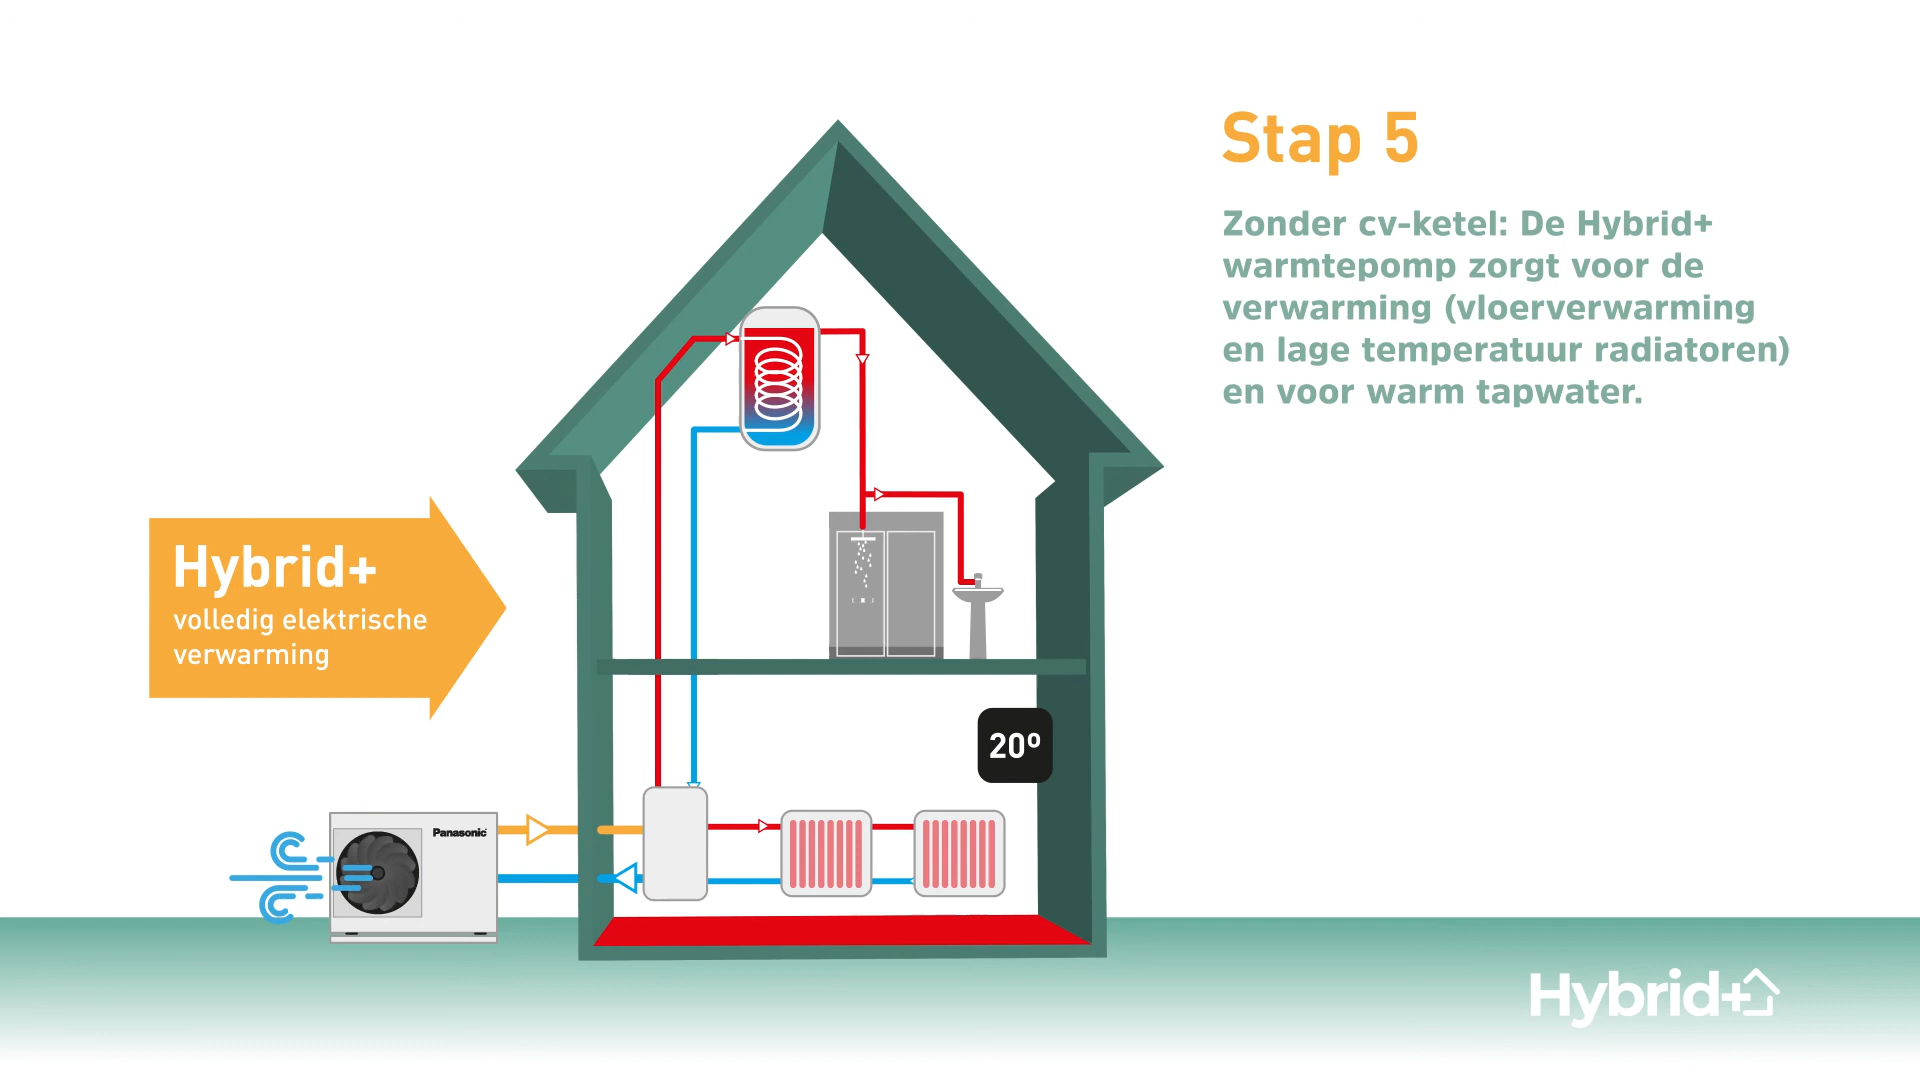 Stap 5
Zonder cv-ketel: De Hybrid+
warmtepomp zorgt voor de
verwarming (vloerverwarming
en lage temperatuur radiatoren)
en voor warm tapwater.
Hybrid+
volledig elektrische
verwarming
20º
Panasonic
Hybrid+